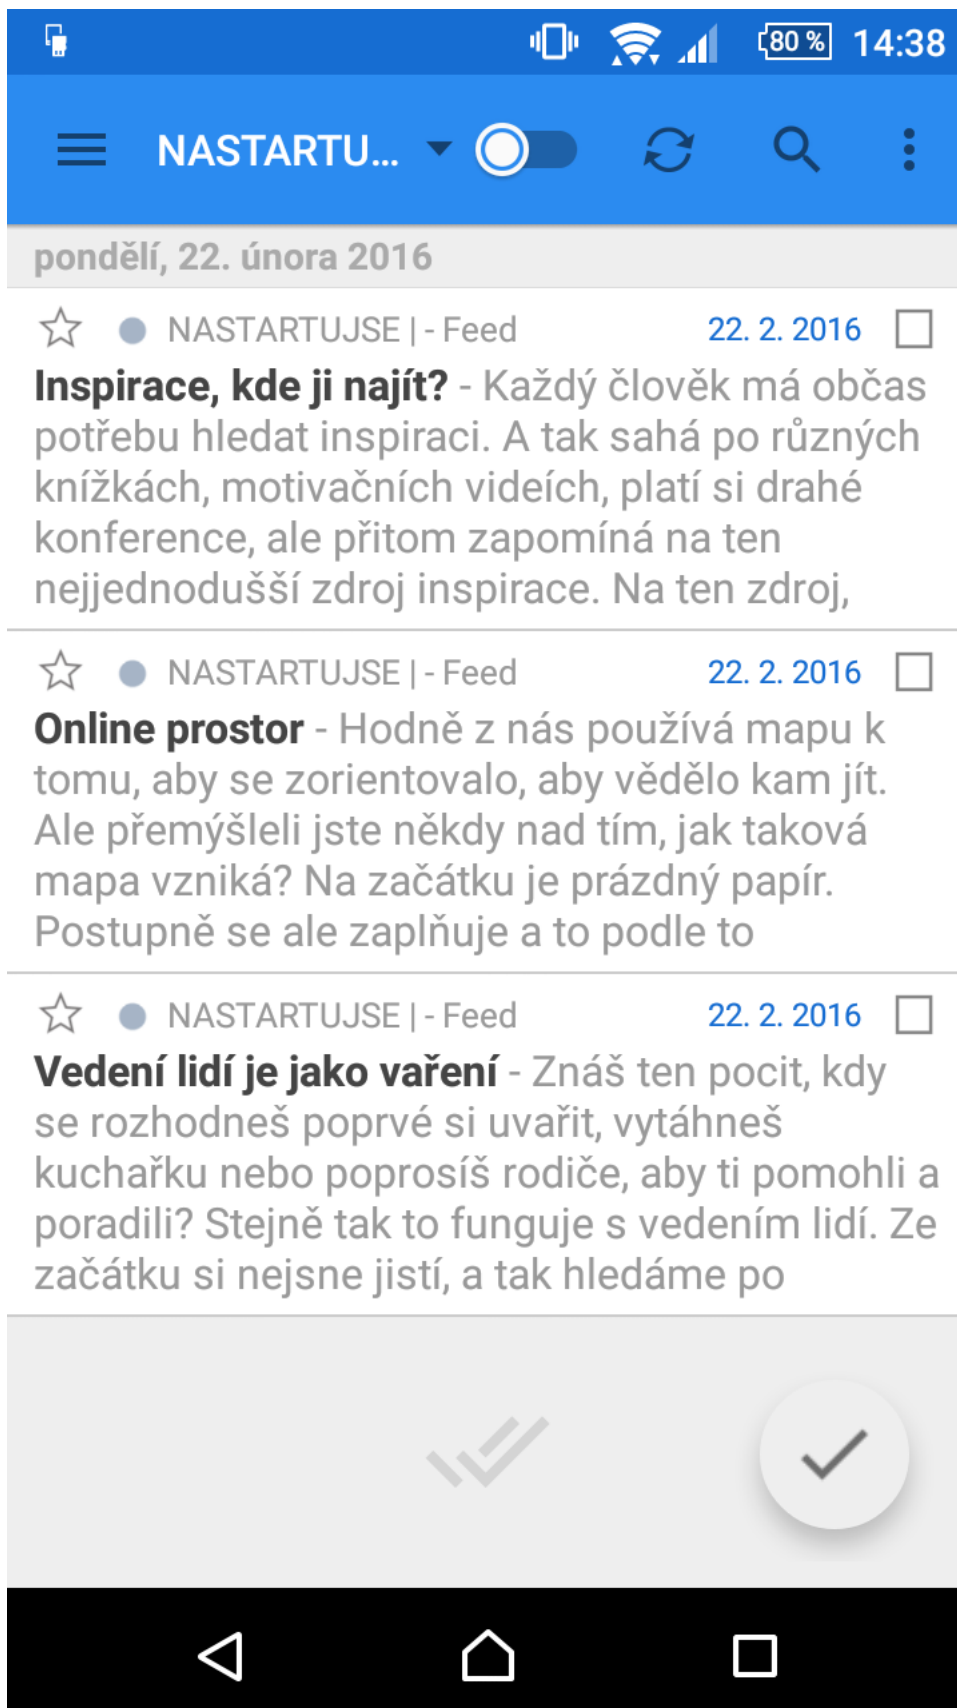 80 % 14:38
NASTARTU...
pondělí, 22. února 2016
NASTARTUJSE | - Feed 22. 2. 2016
Inspirace, kde ji najít? - Každý člověk má občas
potřebu hledat inspiraci. A tak sahá po různých
knížkách, motivačních videích, platí si drahé
konference, ale přitom zapomíná na ten
nejjednodušší zdroj inspirace. Na ten zdroj,
NASTARTUJSE | - Feed 22. 2. 2016
Online prostor - Hodně z nás používá mapu k
tomu, aby se zorientovalo, aby vědělo kam jít.
Ale přemýšleli jste někdy nad tím, jak taková
mapa vzniká? Na začátku je prázdný papír.
Postupně se ale zaplňuje a to podle to
NASTARTUJSE | - Feed 22. 2. 2016
Vedení lidí je jako vaření - Znáš ten pocit, kdy
se rozhodneš poprvé si uvařit, vytáhneš
kuchařku nebo poprosíš rodiče, aby ti pomohli a
poradili? Stejně tak to funguje s vedením lidí. Ze
začátku si nejsne jistí, a tak hledáme po